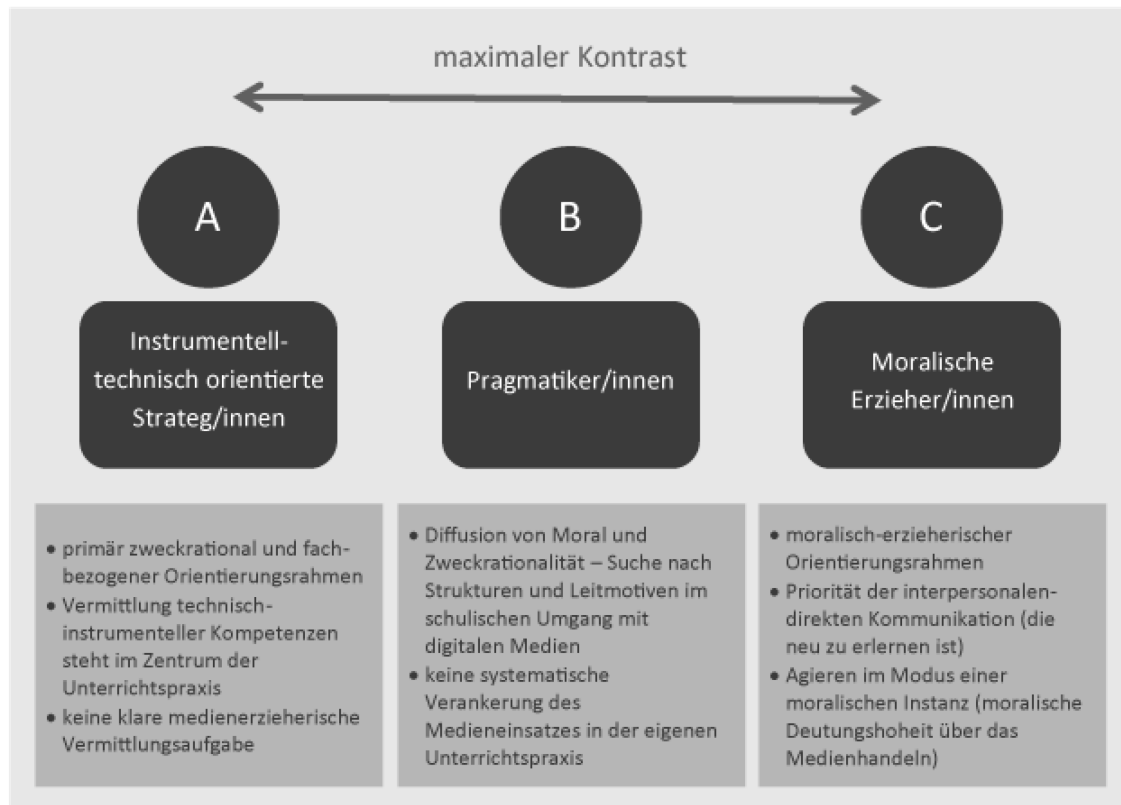 maximaler Kontrast
A
B
C
Instrumentell-
technisch orientierte
Strateg/innen
Pragmatiker/innen
Moralische
Erzieher/innen
• primär zweckrational und fach-
bezogener Orientierungsrahmen
• Vermittlung technisch-
instrumenteller Kompetenzen
steht im Zentrum der
Unterrichtspraxis
• keine klare medienerzieherische
Vermittlungsaufgabe
• Diffusion von Moral und
Zweckrationalität – Suche nach
Strukturen und Leitmotiven im
schulischen Umgang mit
digitalen Medien
• keine systematische
Verankerung des
Medieneinsatzes in der eigenen
Unterrichtspraxis
• moralisch-erzieherischer
Orientierungsrahmen
• Priorität der interpersonalen-
direkten Kommunikation (die
neu zu erlernen ist)
• Agieren im Modus einer
moralischen Instanz (moralische
Deutungshoheit über das
Medienhandeln)